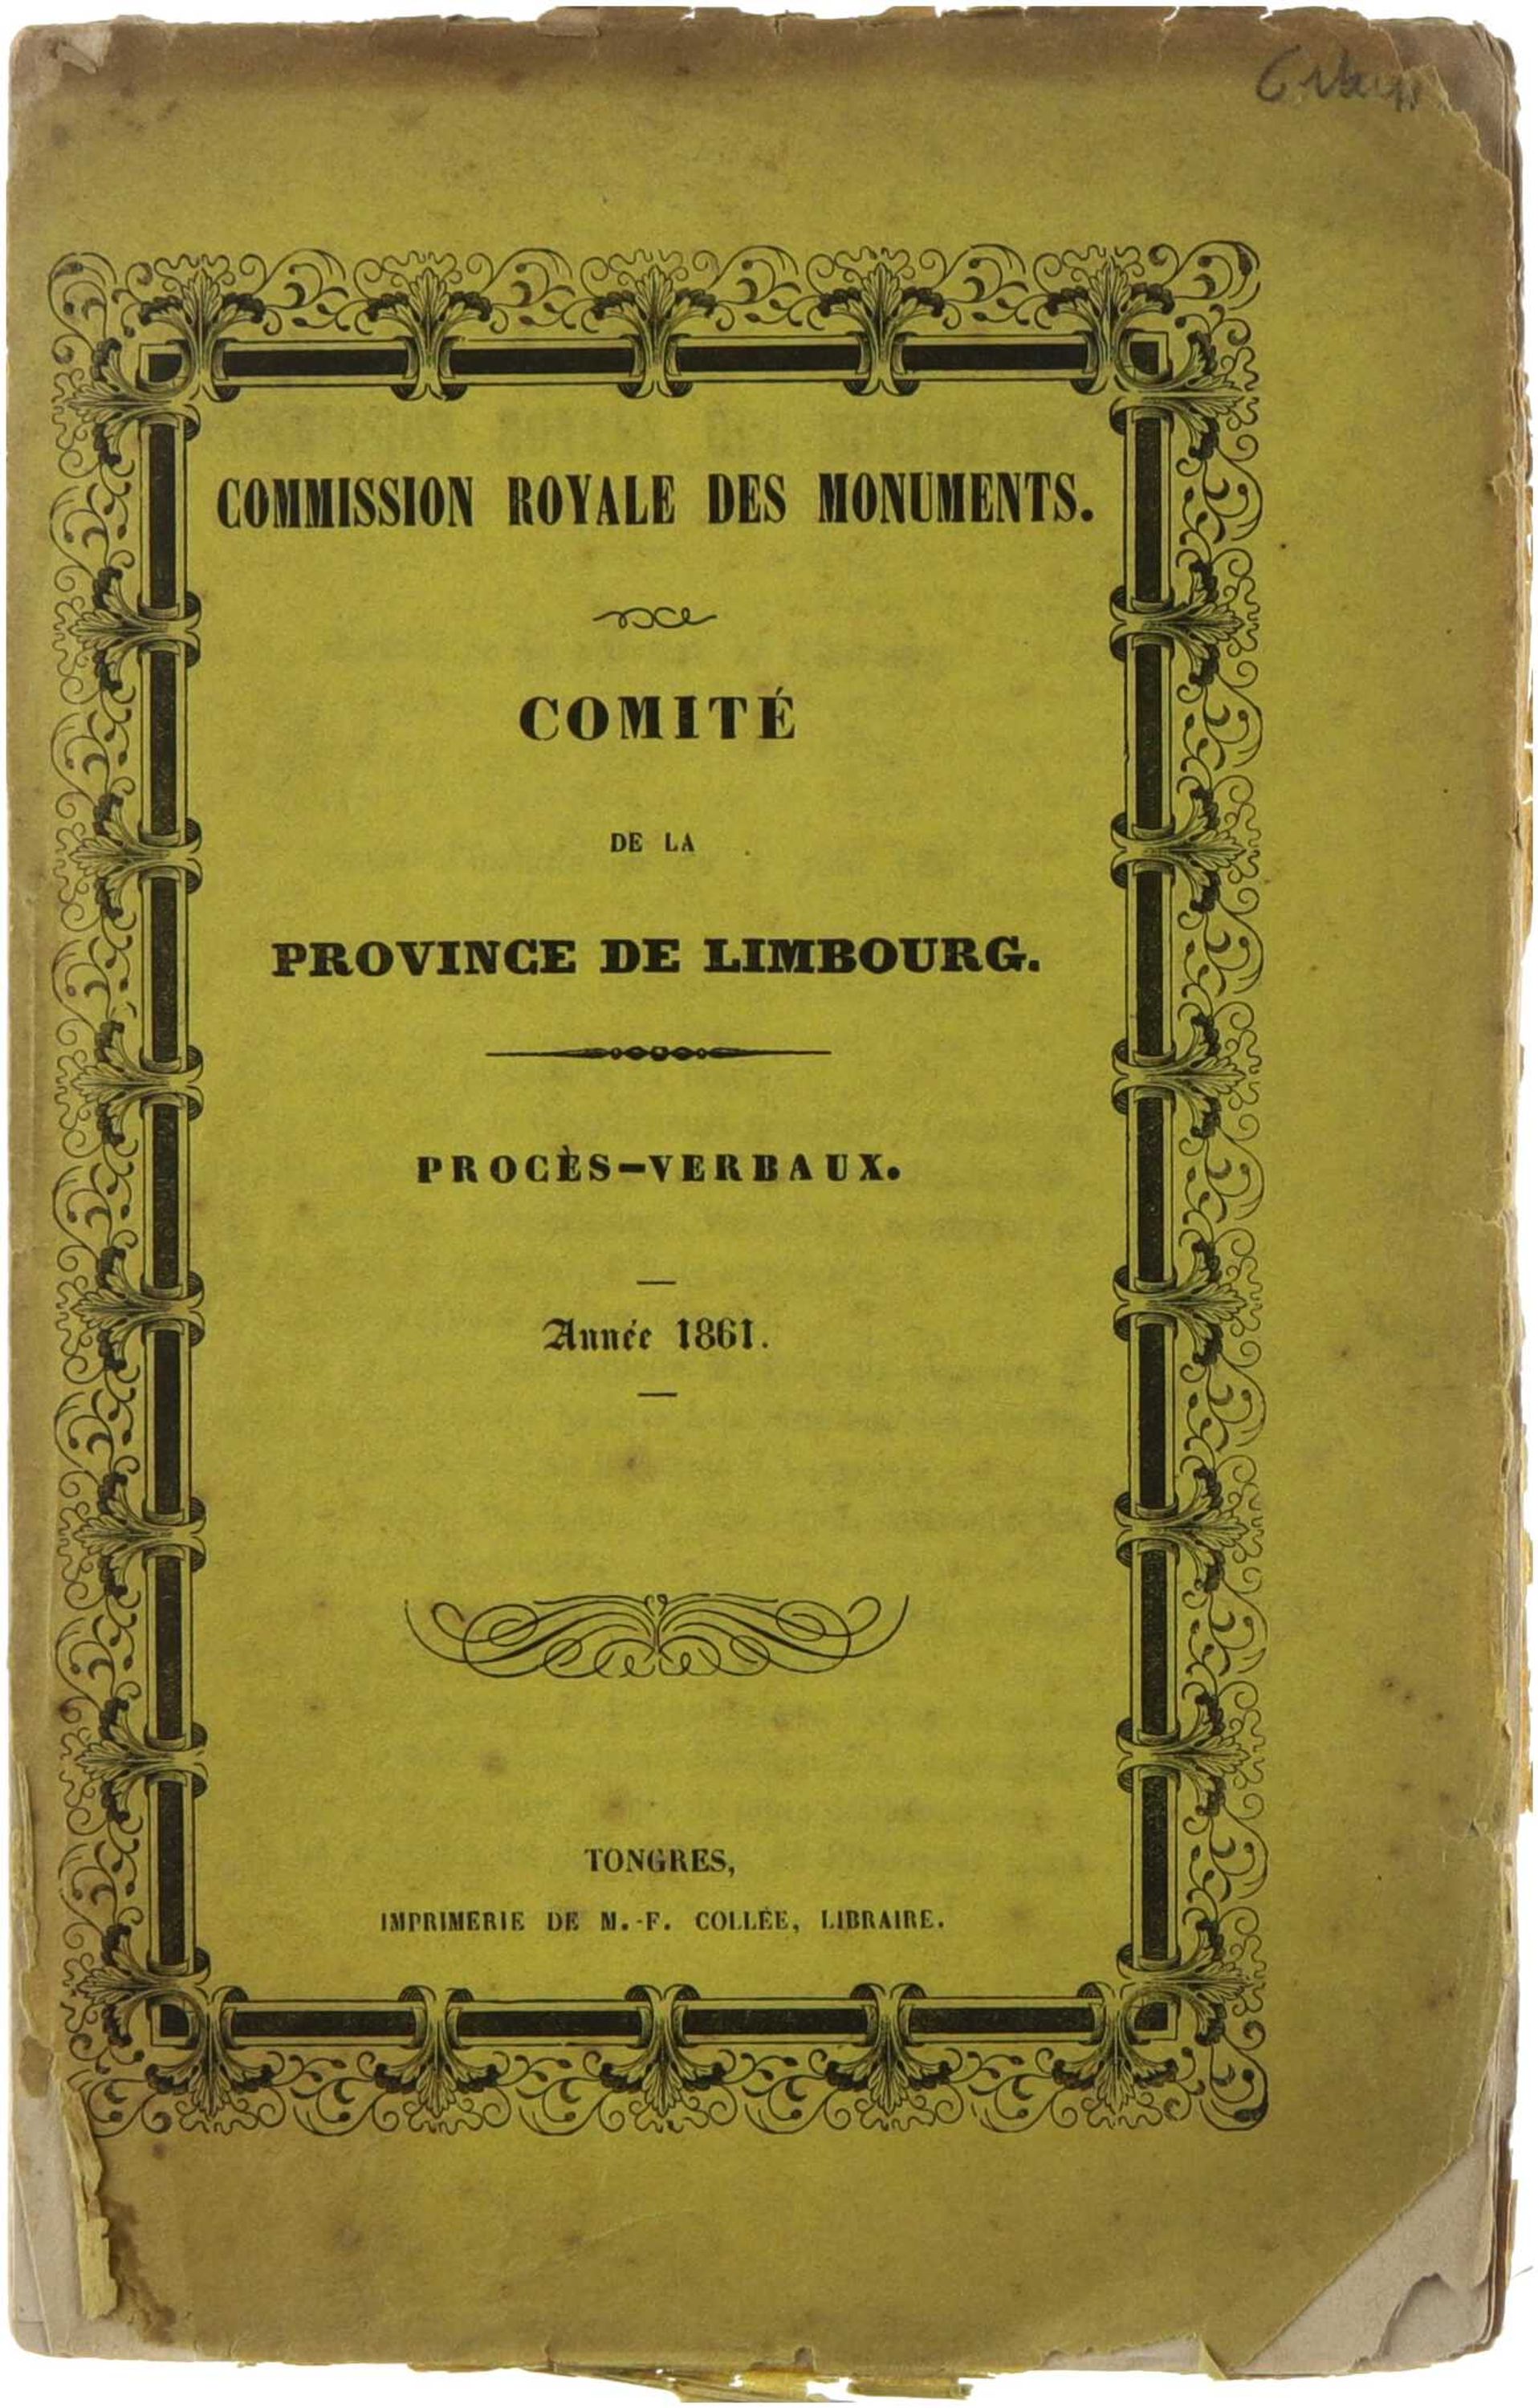 COMMISSION ROYALE DES MONUMENTS.
COMITÉ
DE LA
PROVINCE DE LIMBOURG.
PROCÈS-VERBAUX.
Année 1861.
TONGRES,
IMPRIMERIE DE M.-F. COLLÉE, LIBRAIRE.